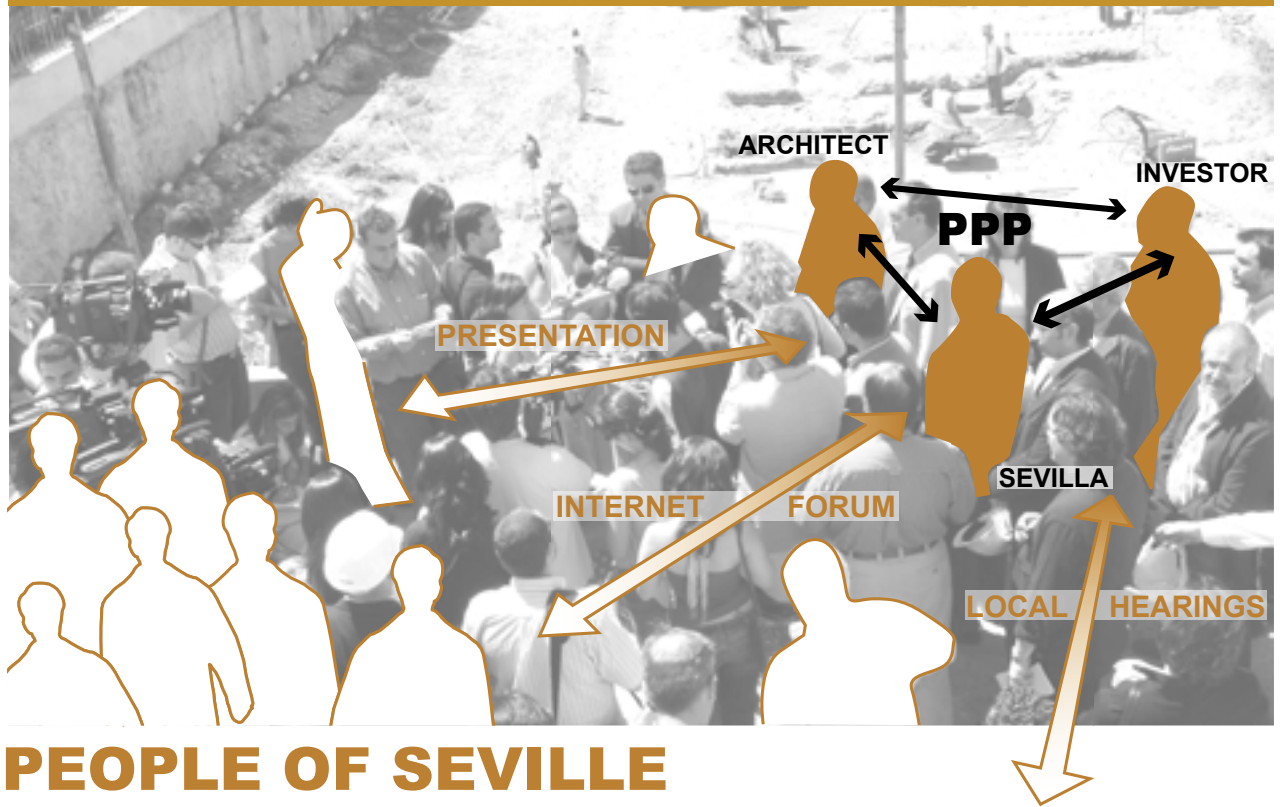 ARCHITECT
INVESTOR
PPP
PRESENTATION
SEVILLA
INTERNET FORUM
LOCAL HEARINGS
PEOPLE OF SEVILLE